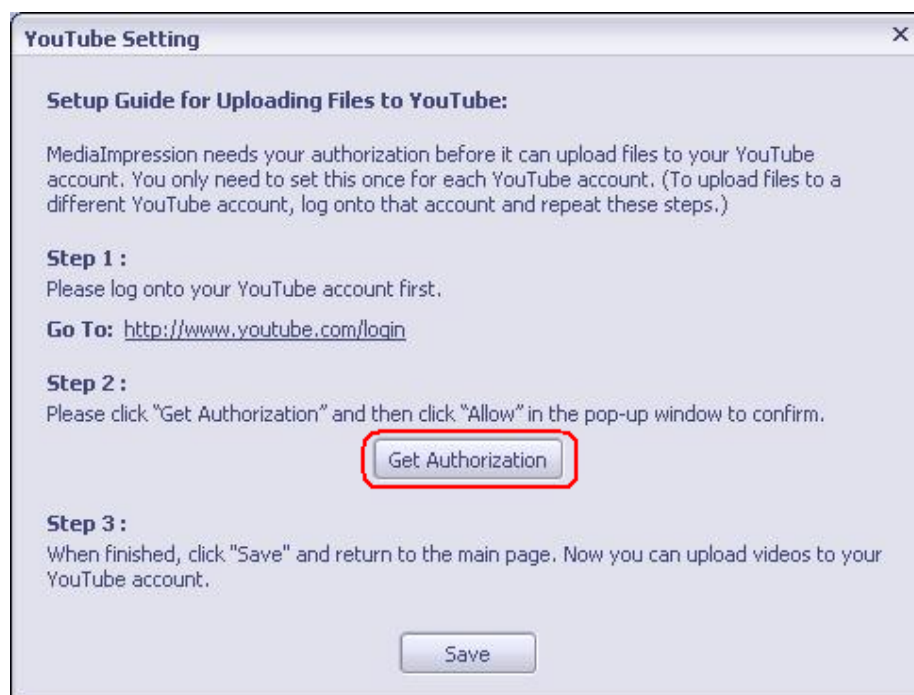 YouTube Setting
Setup Guide for Uploading Files to YouTube:
MediaImpression needs your authorization before it can upload files to your YouTube
account. You only need to set this once for each YouTube account. (To upload files to a
different YouTube account, log onto that account and repeat these steps.)
Step 1 :
Please log onto your YouTube account first.
Go To: http://www.youtube.com/login
Step 2 :
Please click “Get Authorization” and then click “Allow” in the pop-up window to confirm.
Get Authorization
Step 3 :
When finished, click "Save" and return to the main page. Now you can upload videos to your
YouTube account.
Save